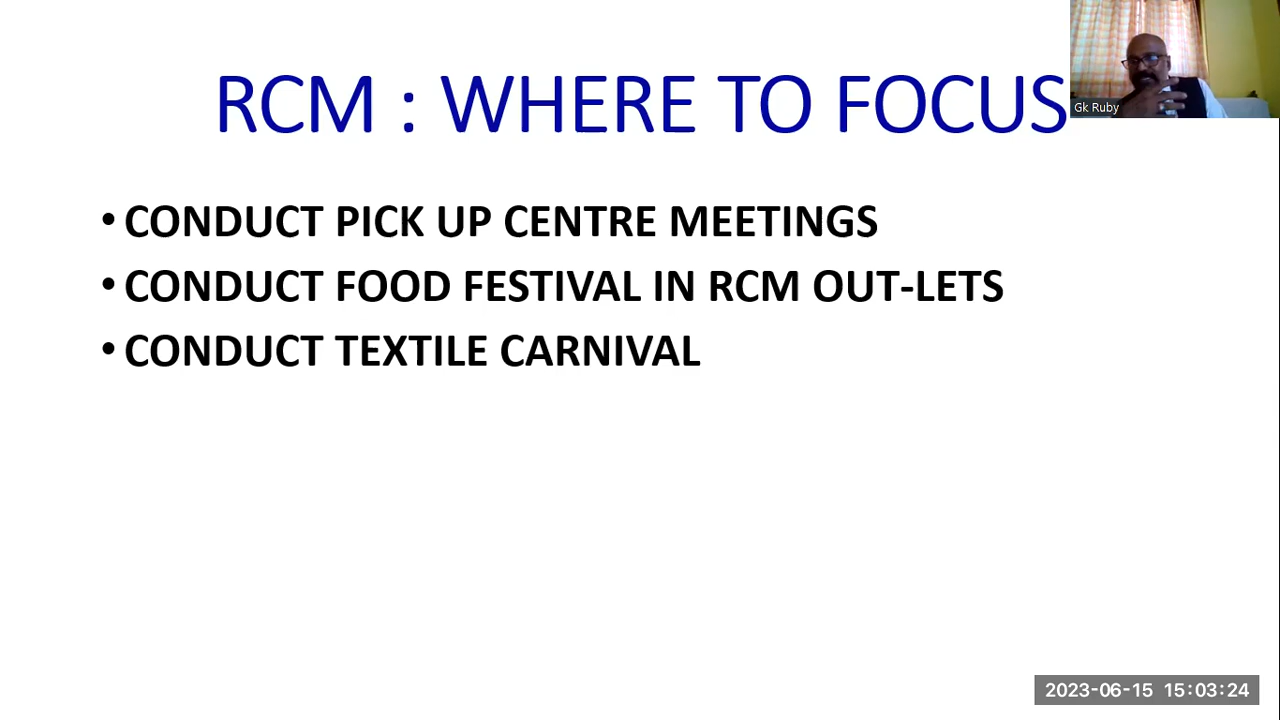 RCM : WHERE TO FOCUS
Gk Ruby
• CONDUCT PICK UP CENTRE MEETINGS
• CONDUCT FOOD FESTIVAL IN RCM OUT-LETS
• CONDUCT TEXTILE CARNIVAL
2023-06-15 15:03:24